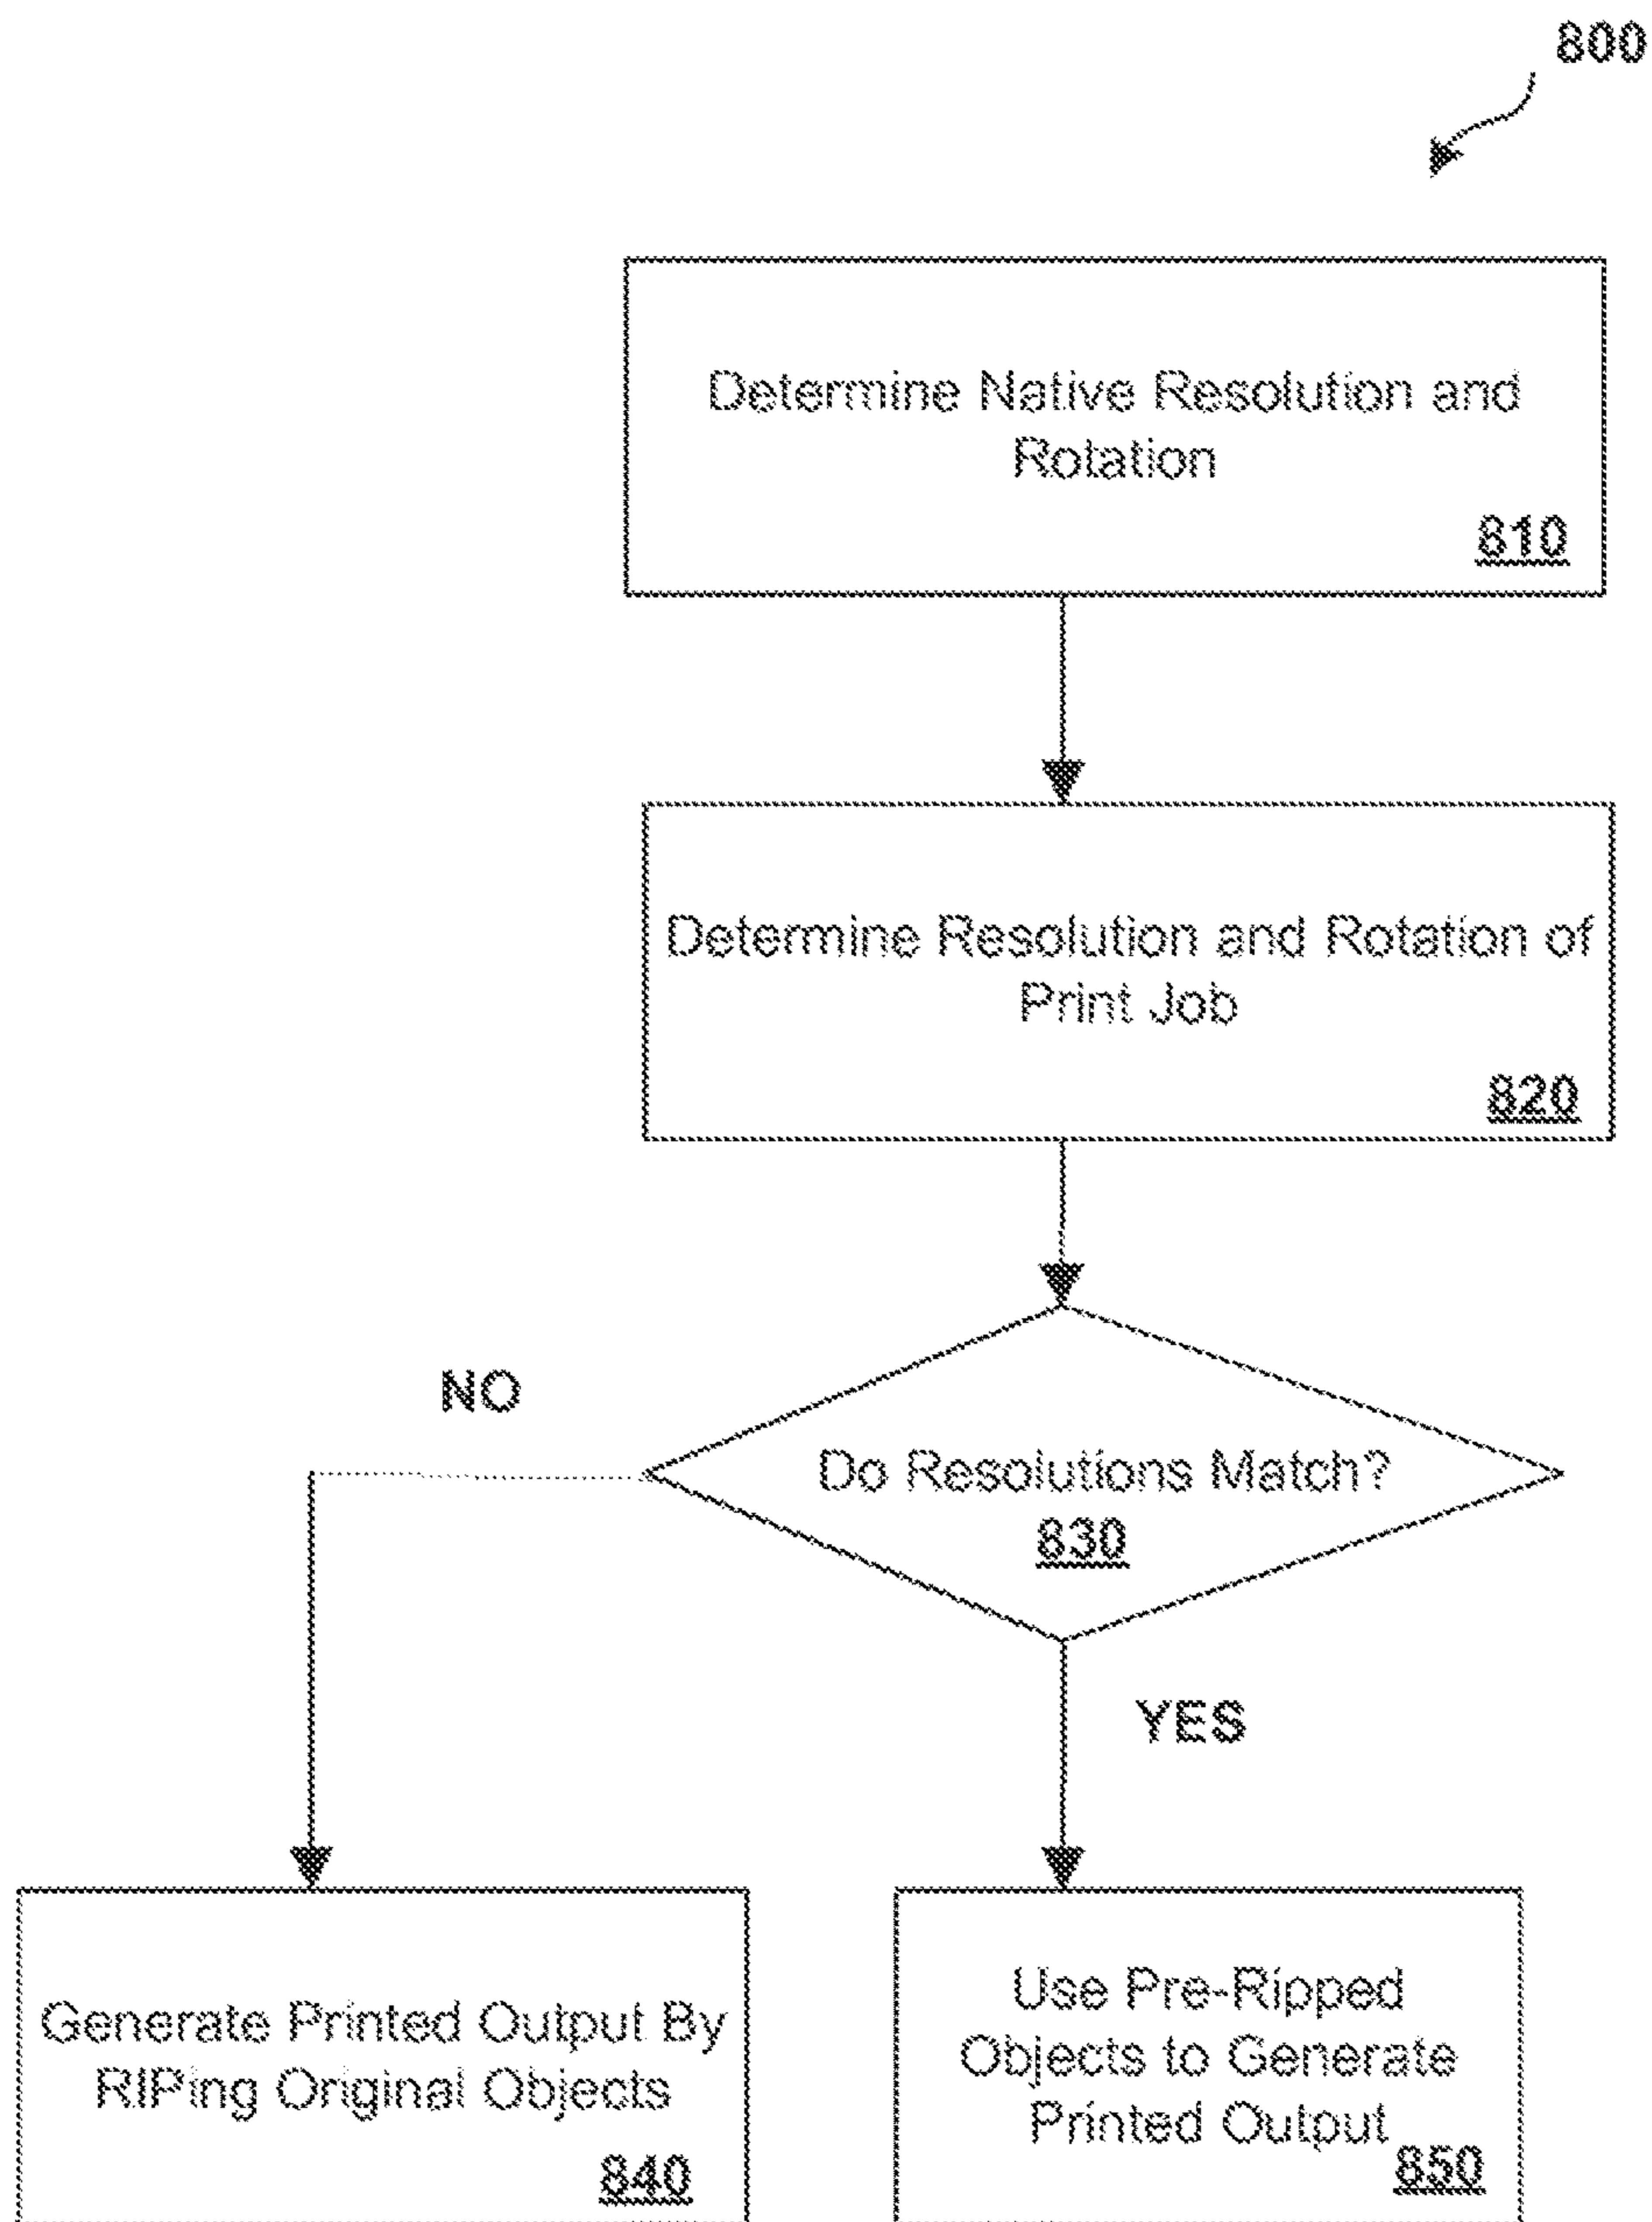 800
Determine Native Resolution and
Rotation
810
Determine Resolution and Rotation of
Print Job
820
NO
Do Resolutions Match?
830
YES
Generate Printed Output By
RIPing Original Objects
840
Use Pre-Ripped
Objects to Generate
Printed Output
850